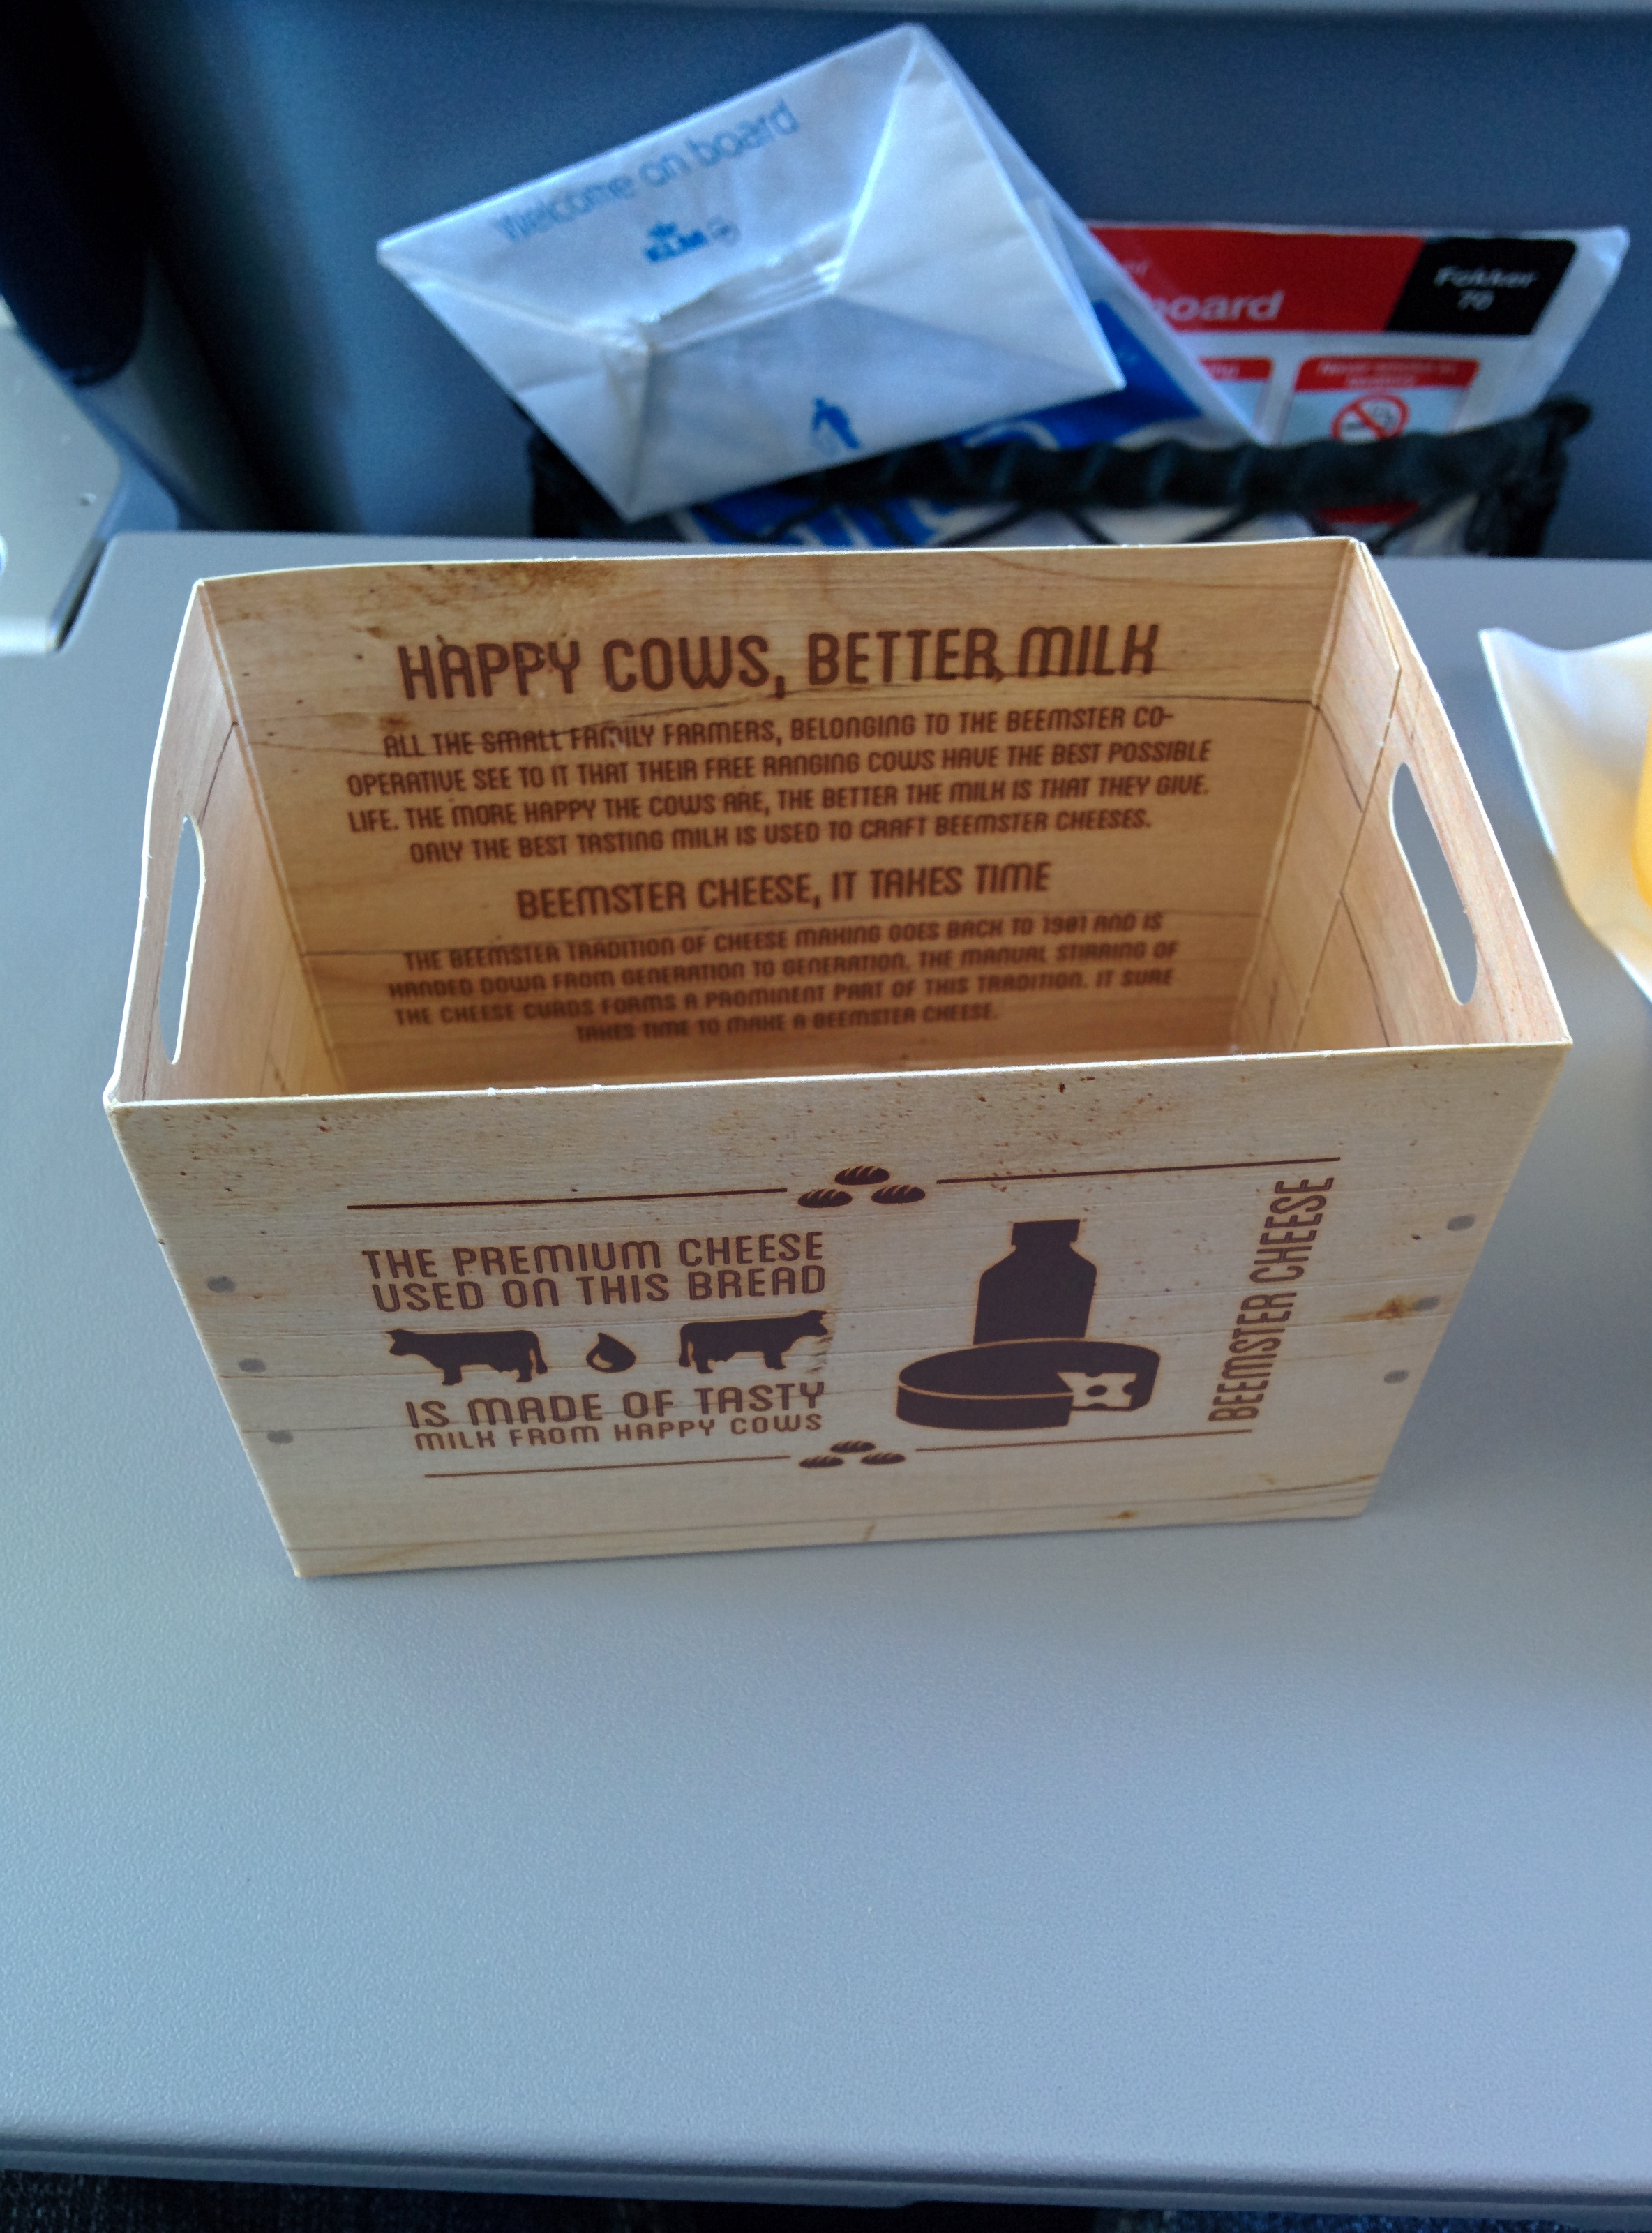 Welcome on board
KLM
board
Fokker
70
HAPPY COWS, BETTER MILK
ALL THE SMALL FAMILY FARMERS, BELONGING TO THE BEEMSTER CO-
OPERATIVE SEE TO IT THAT THEIR FREE RANGING COWS HAVE THE BEST POSSIBLE
LIFE. THE MORE HAPPY THE COWS ARE, THE BETTER THE MILK IS THAT THEY GIVE.
ONLY THE BEST TASTING MILK IS USED TO CRAFT BEEMSTER CHEESES.
BEEMSTER CHEESE, IT TAKES TIME
THE BEEMSTER TRADITION OF CHEESE MAKING GOES BACK TO 1901 AND IS
HANDED DOWN FROM GENERATION TO GENERATION. THE MANUAL STIRRING OF
THE CHEESE CURDS FORMS A PROMINENT PART OF THIS TRADITION. IT SURE
TAKES TIME TO MAKE A BEEMSTER CHEESE.
THE PREMIUM CHEESE
USED ON THIS BREAD
IS MADE OF TASTY
MILK FROM HAPPY COWS
BEEMSTER CHEESE